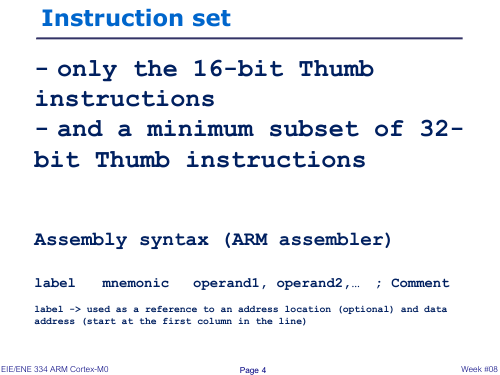 Instruction set
- only the 16-bit Thumb
instructions
- and a minimum subset of 32-
bit Thumb instructions
Assembly syntax (ARM assembler)
label mnemonic operand1, operand2,… ; Comment
label -> used as a reference to an address location (optional) and data
address (start at the first column in the line)
EIE/ENE 334 ARM Cortex-M0
Page 4
Week #08